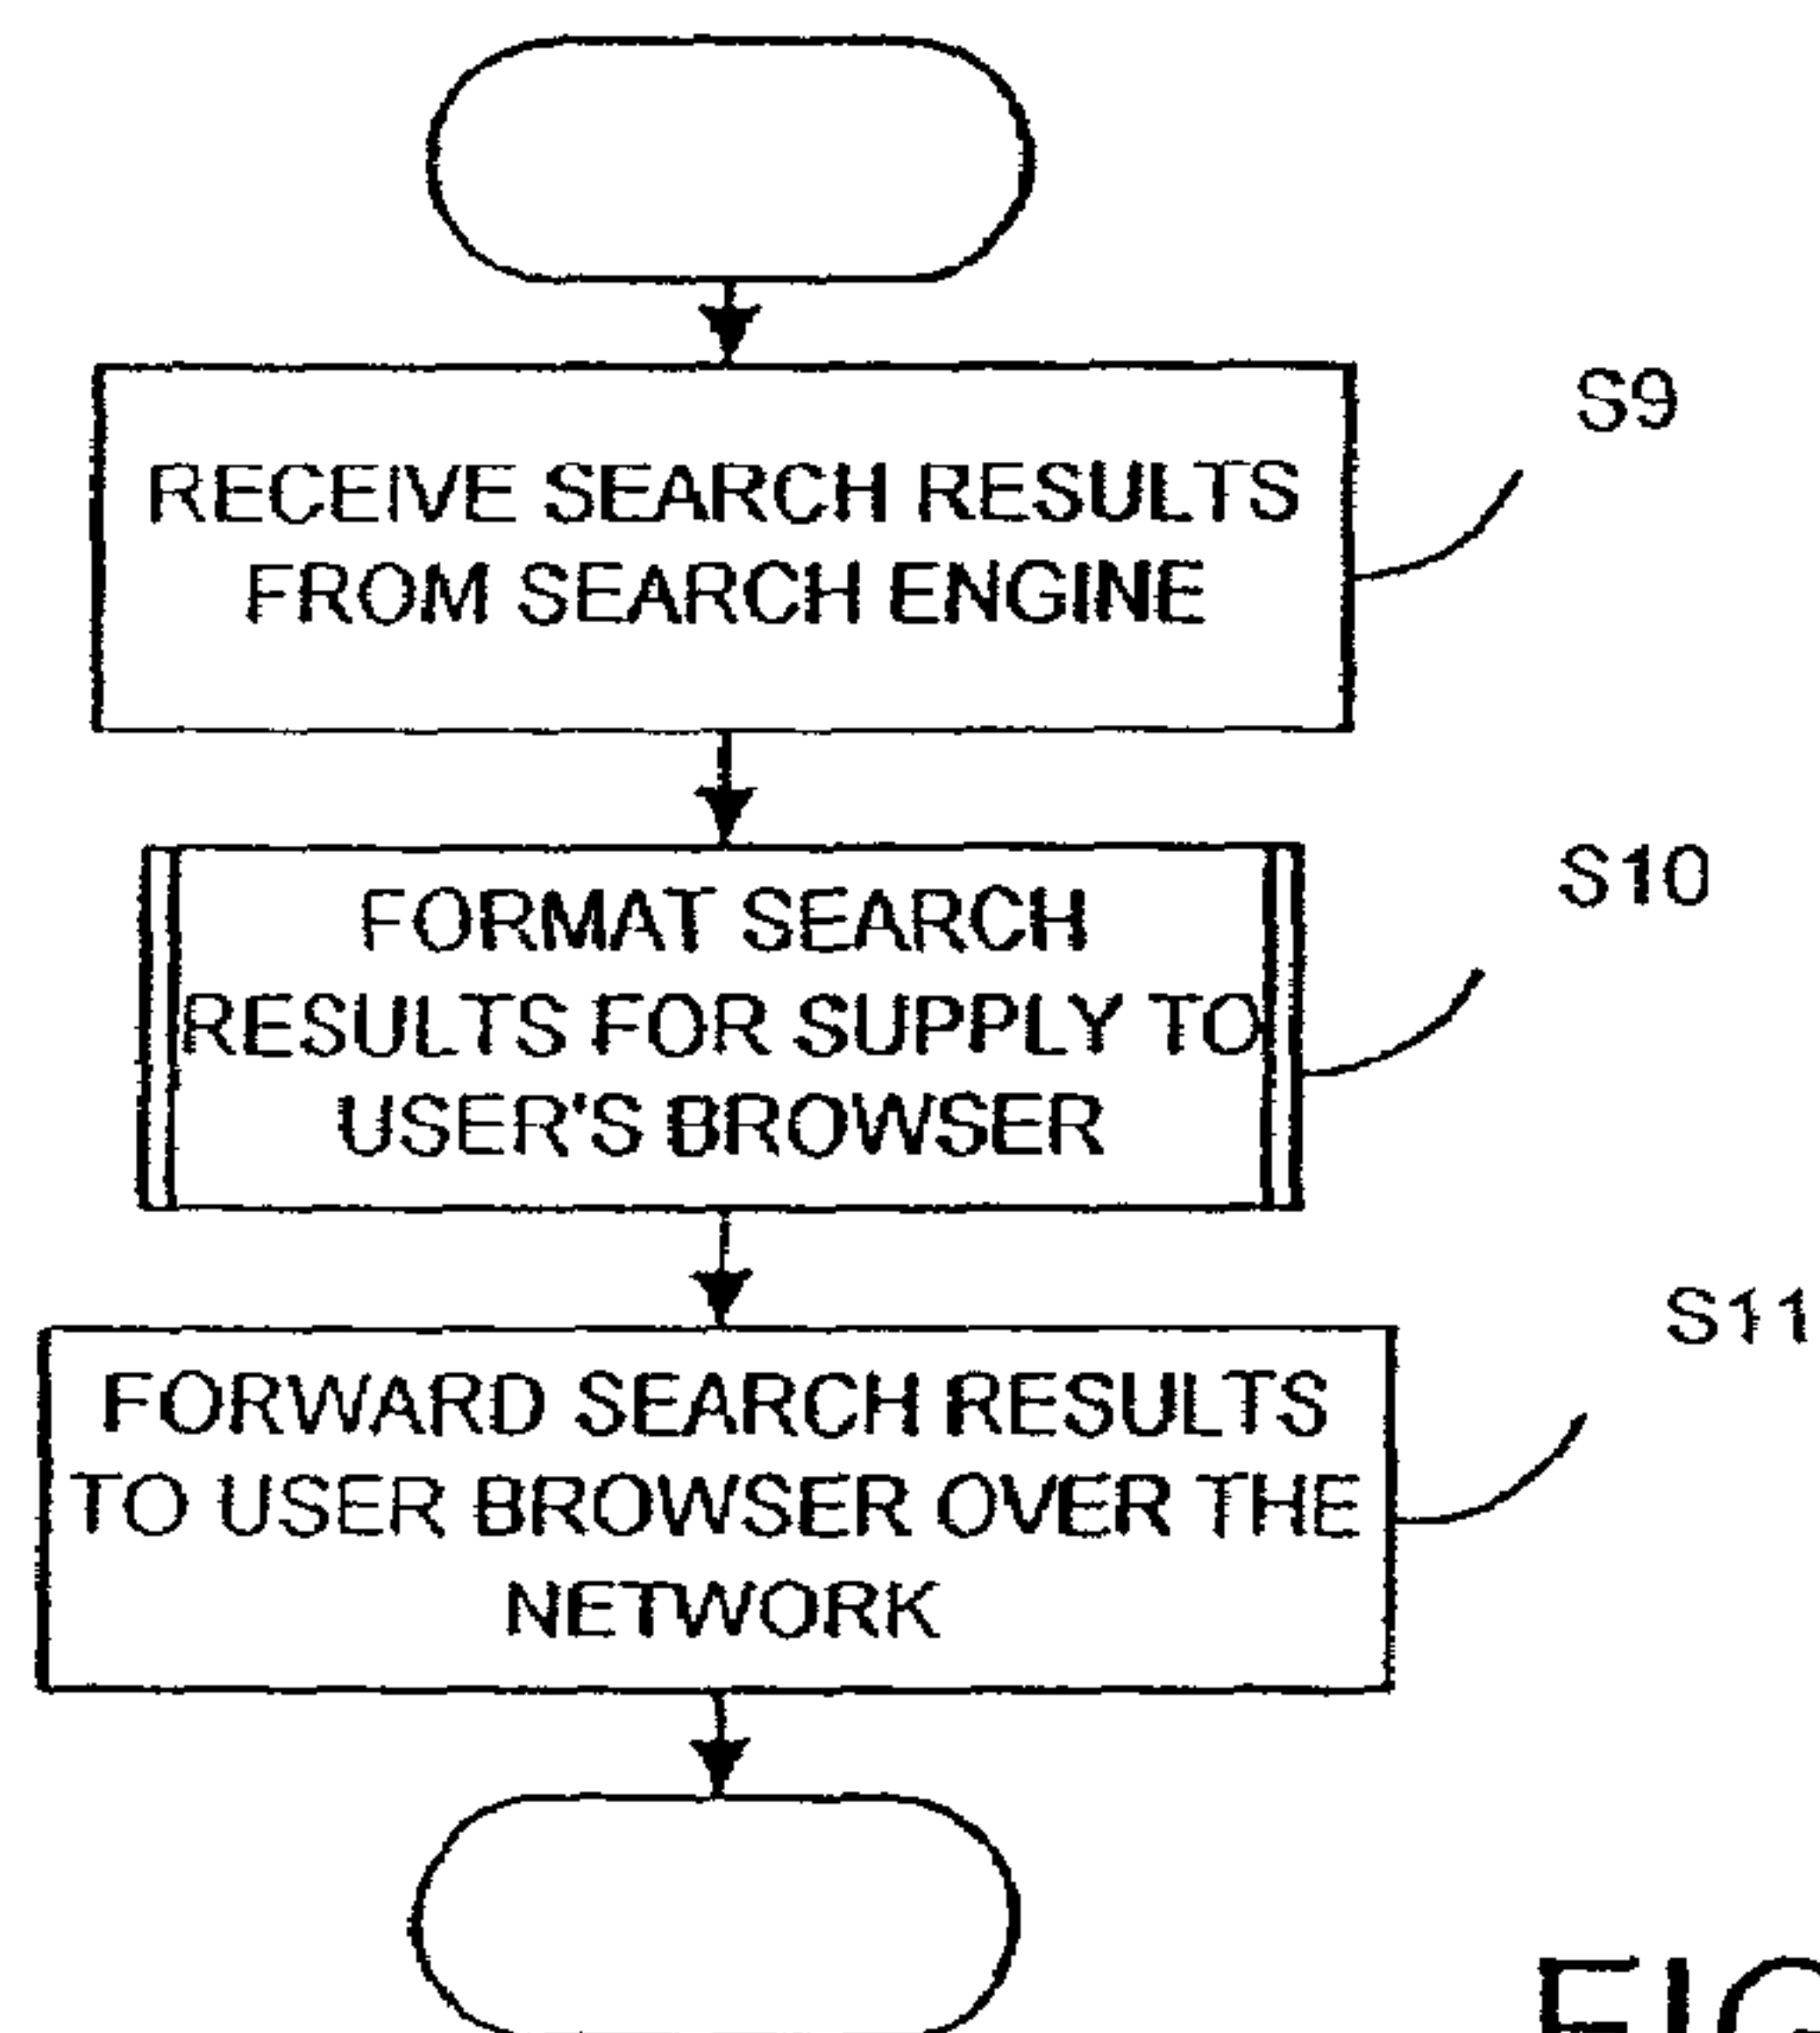 S9
RECEIVE SEARCH RESULTS
FROM SEARCH ENGINE
S10
FORMAT SEARCH
RESULTS FOR SUPPLY TO
USER'S BROWSER
S11
FORWARD SEARCH RESULTS
TO USER BROWSER OVER THE
NETWORK